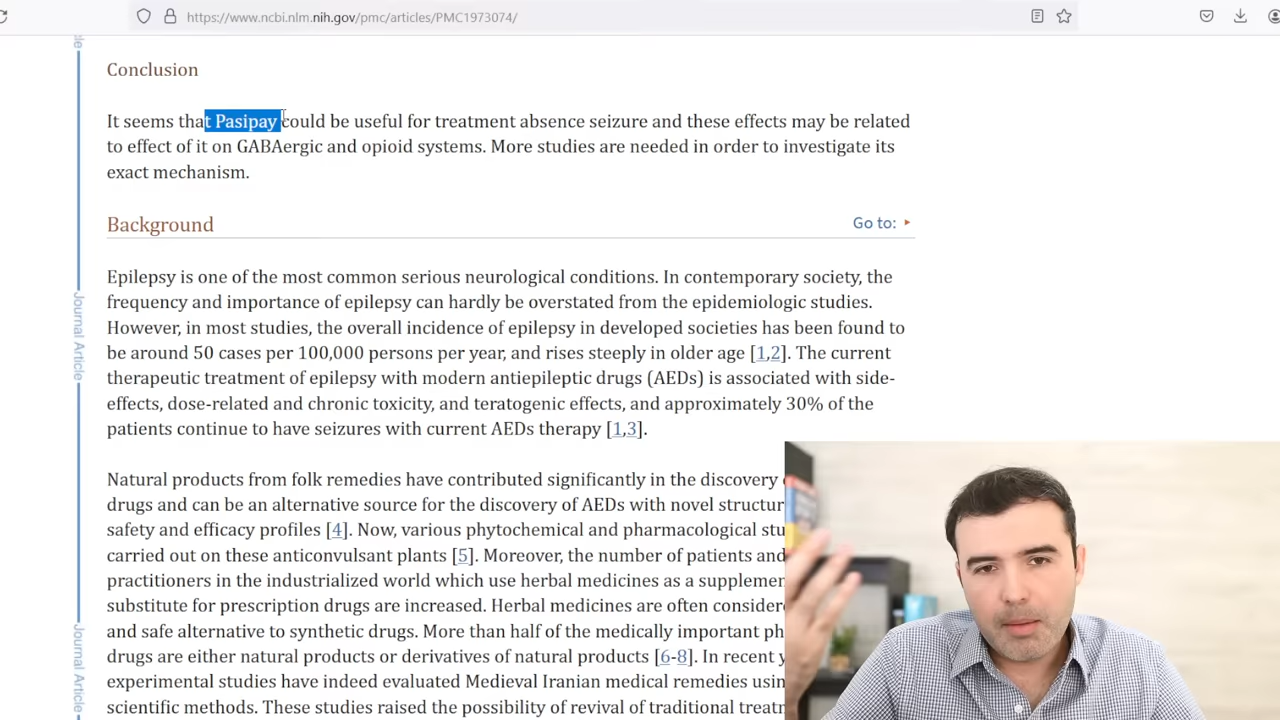 https://www.ncbi.nlm.nih.gov/pmc/articles/PMC1973074/
Conclusion
It seems that Pasipay could be useful for treatment absence seizure and these effects may be related
to effect of it on GABAergic and opioid systems. More studies are needed in order to investigate its
exact mechanism.
Background
Go to:
Epilepsy is one of the most common serious neurological conditions. In contemporary society, the
frequency and importance of epilepsy can hardly be overstated from the epidemiologic studies.
However, in most studies, the overall incidence of epilepsy in developed societies has been found to
be around 50 cases per 100,000 persons per year, and rises steeply in older age [1,2]. The current
therapeutic treatment of epilepsy with modern aniepileptic drugs (AEDs) is associated with side-
effects, dose-related and chronic toxicity, and teratogenic effects, and approximately 30% of the
patients continue to have seizures with current AEDs therapy [1,3].
Natural products from folk remedies have contributed significantly in the discovery
drugs and can be an alternative source for the discovery of AEDs with novel structur
safety and efficacy profiles [4]. Now, various phytochemical and pharmacological stu
carried out on these anticonvulsant plants [5]. Moreover, the number of patients and
practitioners in the industrialized world which use herbal medicines as a supplemen
substitute for prescription drugs are increased. Herbal medicines are often consider
and safe alternative to synthetic drugs. More than half of the medically important p
drugs are either natural products or derivative of natural products [6-8]. In rece
experimental studies have indeed evaluated Medieval Iranian medical remedies us
scientific methods. These studies raised the possibility of revival of traditional treat
Journal Article
Journal Article